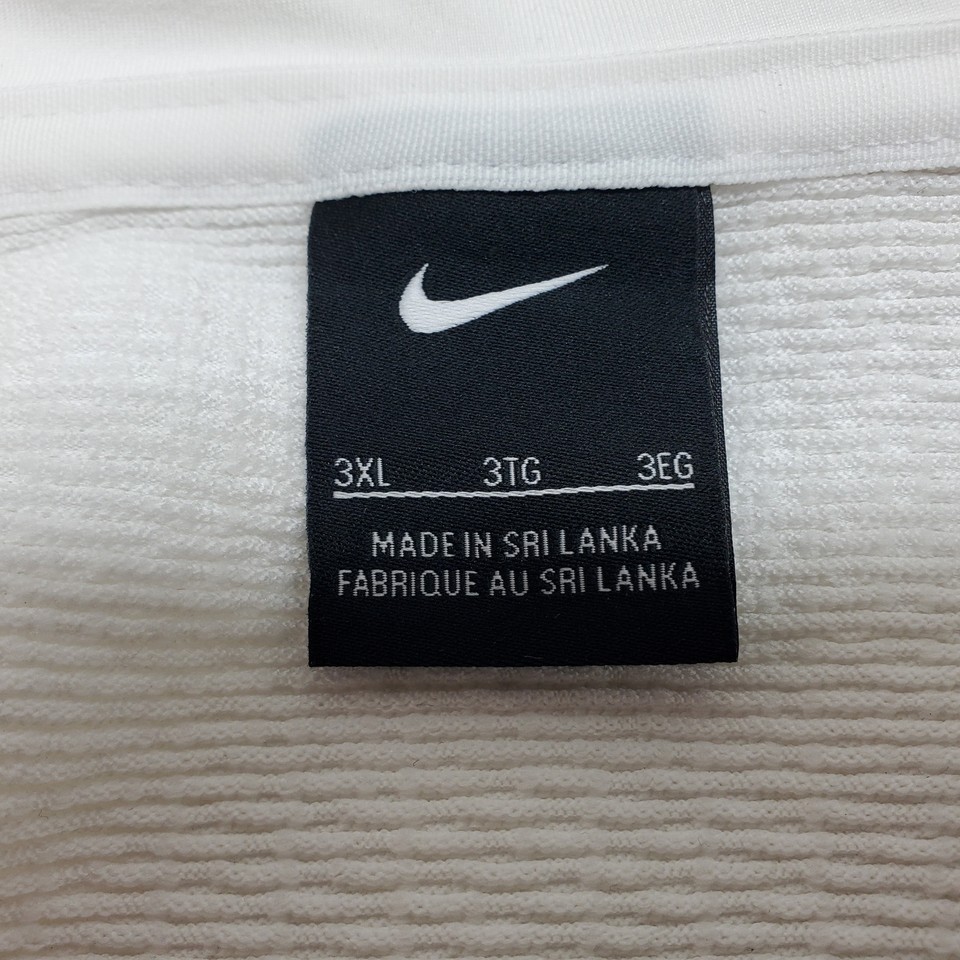 3XL 3TG 3EG
MADE IN SRI LANKA
FABRIQUE AU SRI LANKA